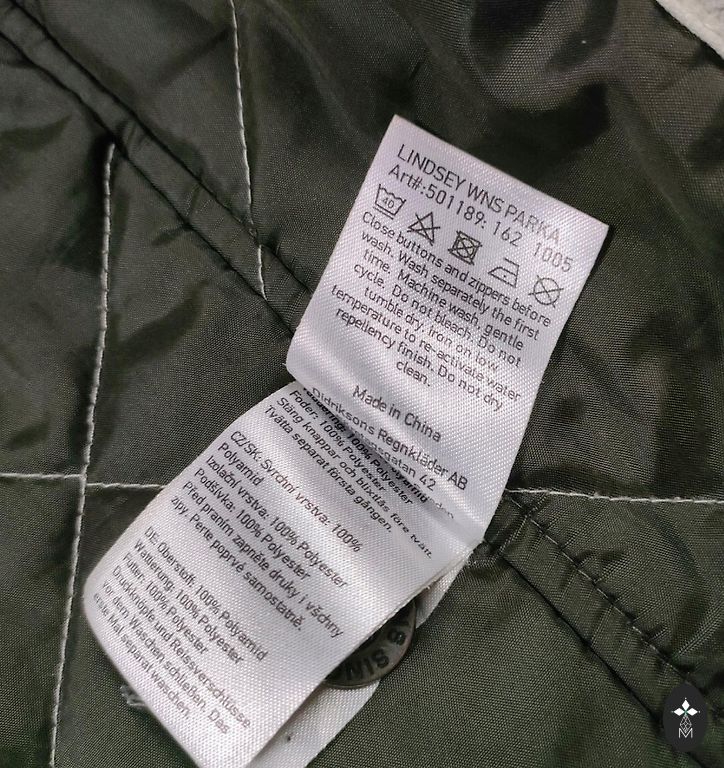 LINDSEY WNS PARKA
Art#:501189: 162 1005
40
Close buttons and zippers before
wash. Wash separately the first
time. Machine wash, gentle
cycle. Do not bleach. Do not
tumble dry. Iron on low
temperature to re-activate water
repellency finish. Do not dry
clean.
Made in China
Didriksons Regnkläder AB
42
100% Polyester
Foder: 100% Polyester
Stäng knappar och blixtlås före tvätt.
Tvätta separat första gången.
CZ/SK: Svrchní vrstva: 100%
Polyamid
Izolační vrstva: 100% Polyester
Podšívka: 100% Polyester
Před praním zapněte druky i všchny
zipy. Perte poprvé samostatně.
DE: Oberstoff: 100% Polyamid
Wattierung: 100% Polyester
Futter: 100% Polyester
Druckknöpfe und Reissverschlüsse
vor dem Waschen schließen. Das
erste Mal separat waschen.
M